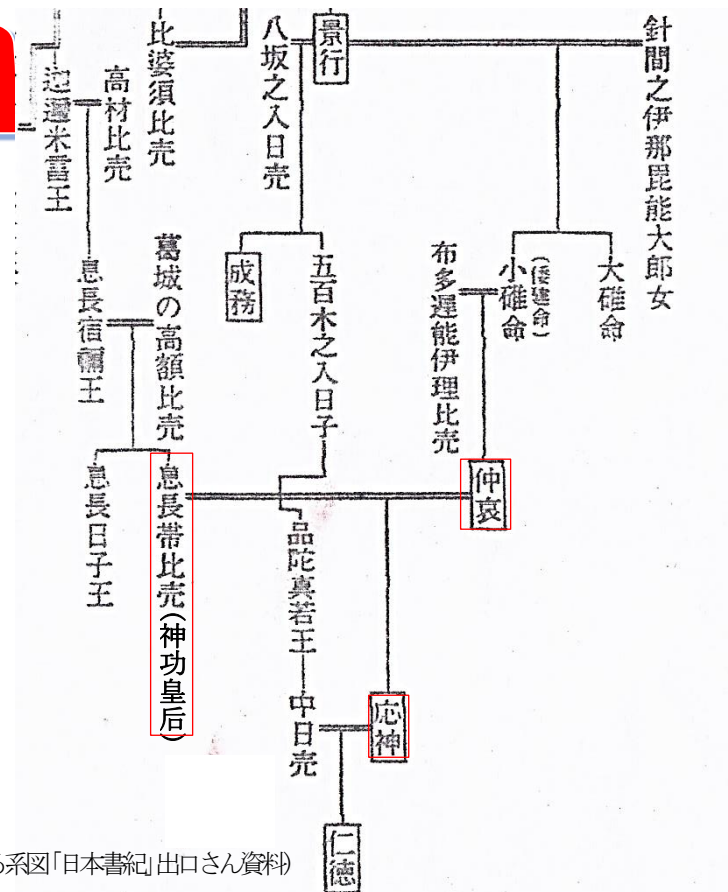 針間之伊那毘能大郎女
景行
八坂之入日売
比婆須比売
高材比売
迦邇米雷王
大碓命
小碓命
(倭建命)
布多遅能伊理比売
五百木之入日子
成務
葛城の高額比売
息長宿禰王
仲哀
品陀真若王
息長帯比売(神功皇后)
息長日子王
応神
中日売
仁徳
系図「日本書紀」出口さん資料)